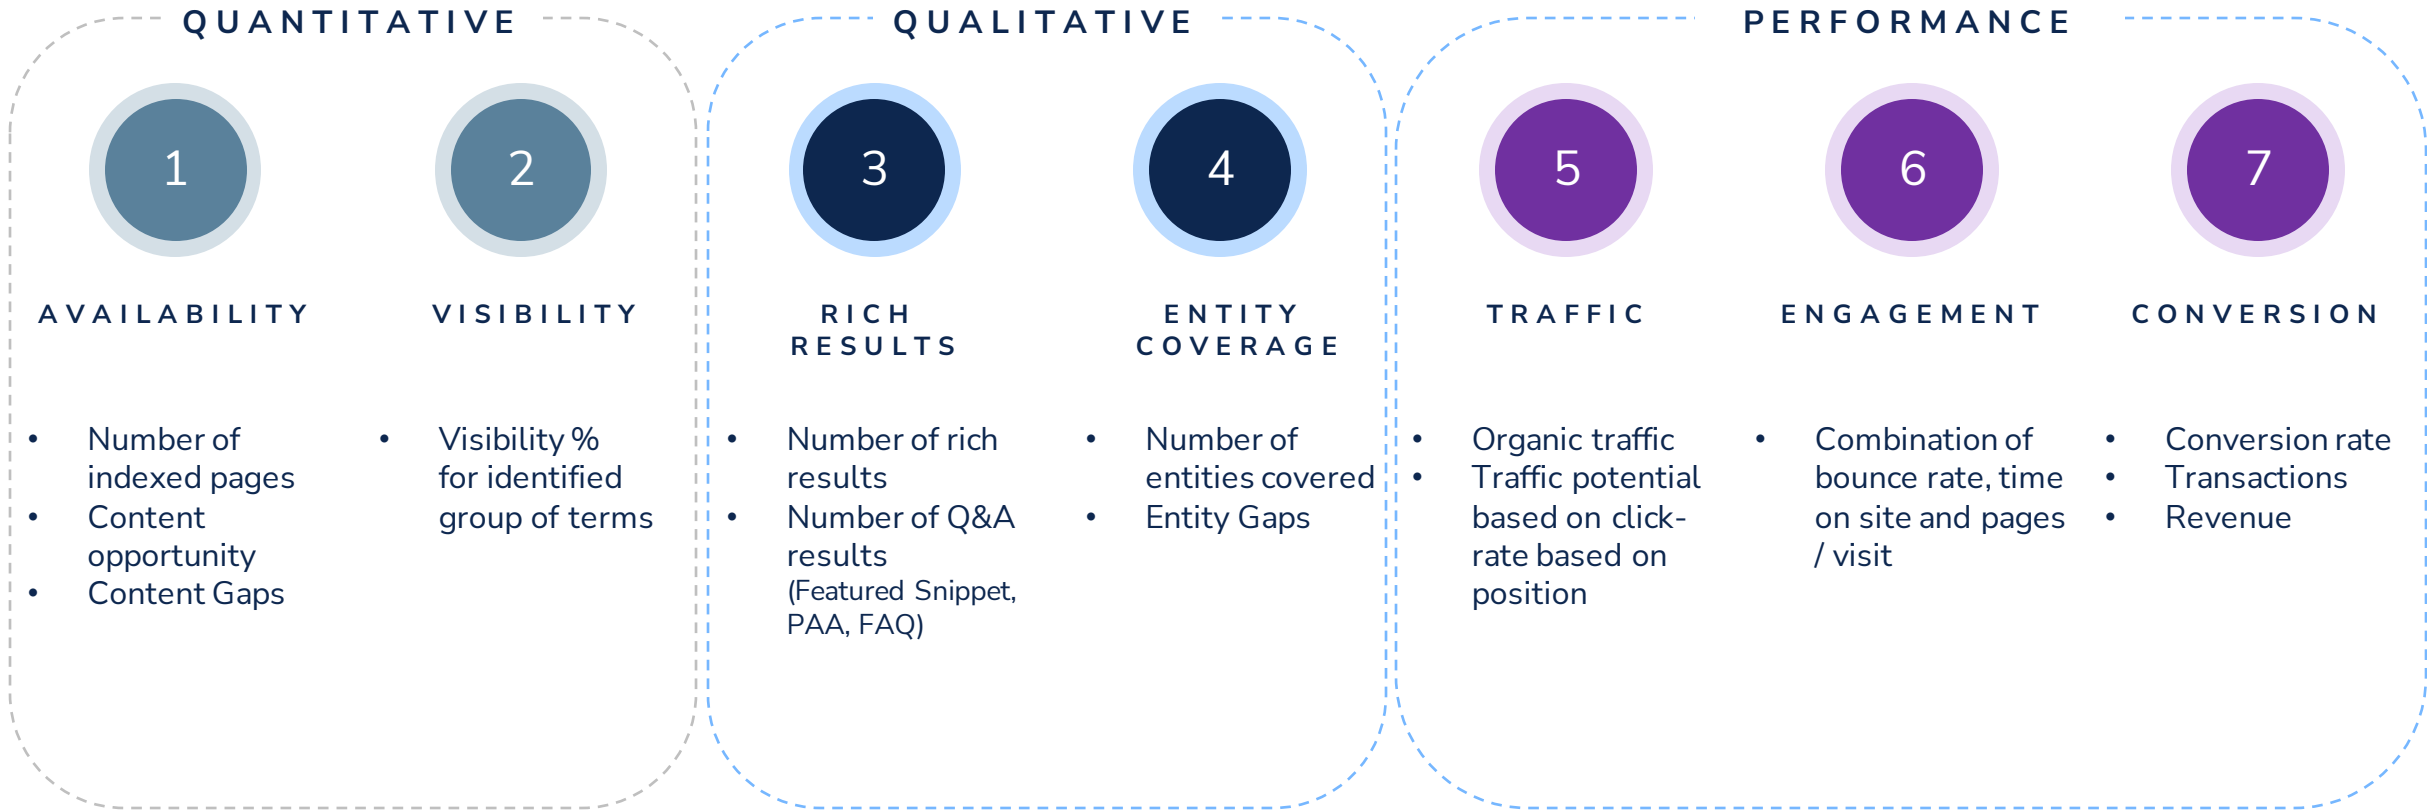 QUANTITATIVE
1
AVAILABILITY
• Number of
indexed pages
• Content
opportunity
• Content Gaps
2
VISIBILITY
• Visibility %
for identified
group of terms
QUALITATIVE
3
RICH
RESULTS
• Number of rich
results
• Number of Q&A
results
(Featured Snippet,
PAA, FAQ)
4
ENTITY
COVERAGE
• Number of
entities covered
• Entity Gaps
PERFORMANCE
5
TRAFFIC
• Organic traffic
• Traffic potential
based on click-
rate based on
position
6
ENGAGEMENT
• Combination of
bounce rate, time
on site and pages
/ visit
7
CONVERSION
• Conversion rate
• Transactions
• Revenue